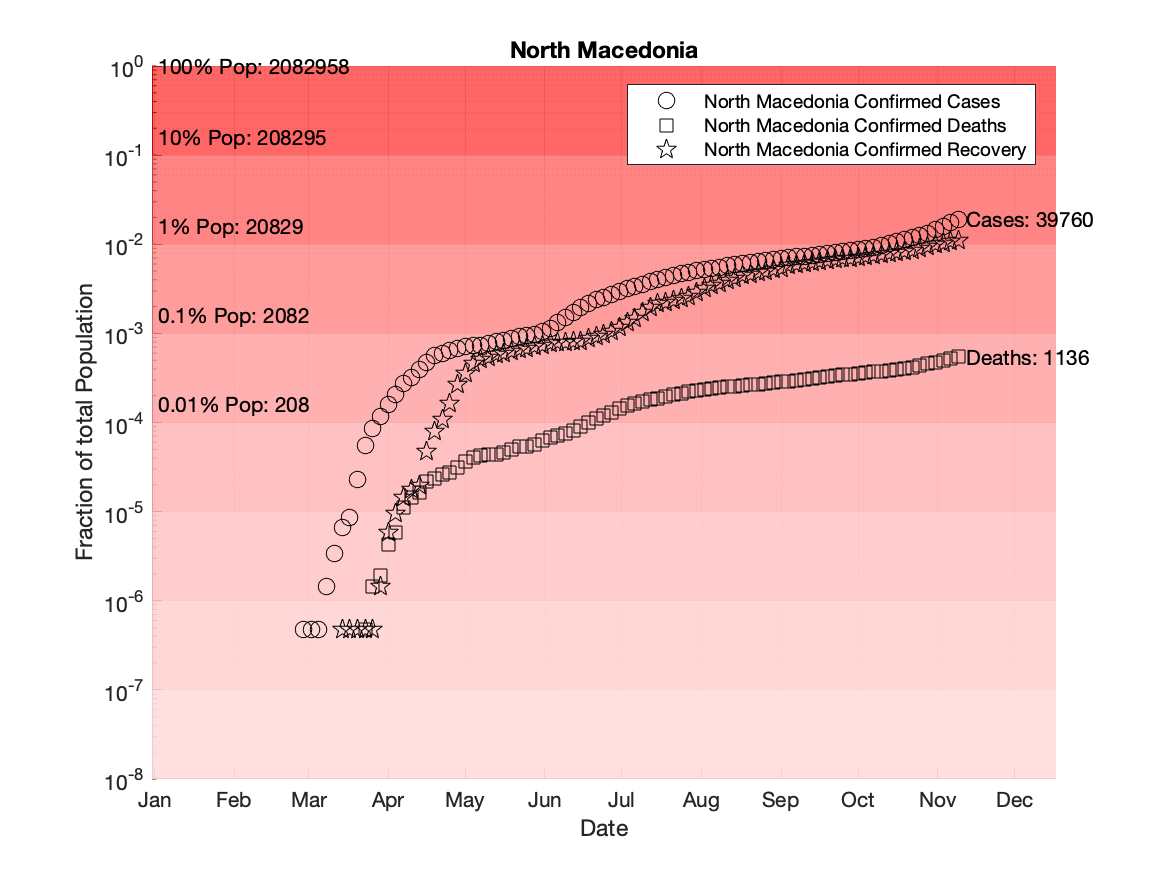 North Macedonia
10^0
100% Pop: 2082958
North Macedonia Confirmed Cases
North Macedonia Confirmed Deaths
North Macedonia Confirmed Recovery
10% Pop: 208295
10^-1
1% Pop: 20829
Cases: 39760
10^-2
0.1% Pop: 2082
10^-3
Deaths: 1136
0.01% Pop: 208
10^-4
10^-5
10^-6
10^-7
10^-8
Fraction of total Population
Jan Feb Mar Apr May Jun Jul Aug Sep Oct Nov Dec
Date